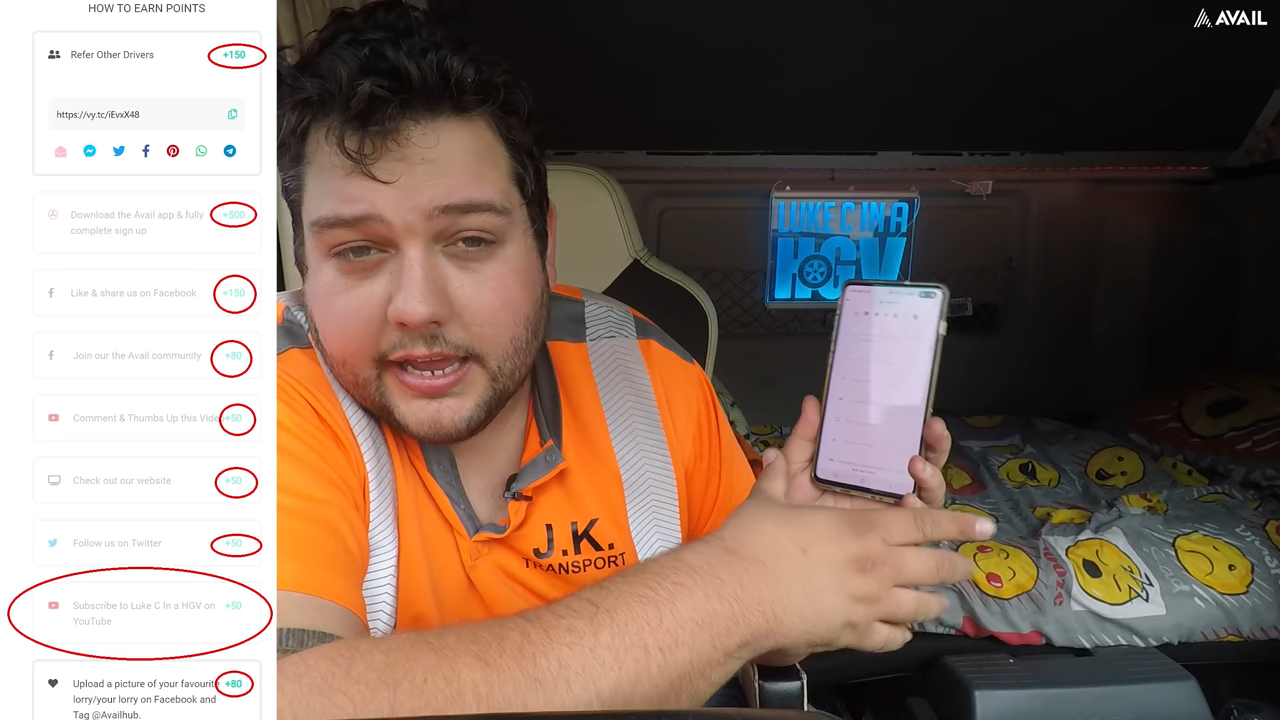 HOW TO EARN POINTS
Refer Other Drivers +150
https://vy.tc/iEvxX48
Download the Avail app & fully +500
complete sign up
Like & share us on Facebook +150
Join our the Avail community +80
Comment & Thumbs Up this Vide +50
Check out our website +50
Follow us on Twitter +50
Subscribe to Luke C In a HGV on +50
YouTube
Upload a picture of your favourite +80
lorry/your lorry on Facebook and
Tag @Availhub.
AVAIL
LUKE C IN A
HGV
J.K.
TRANSPORT